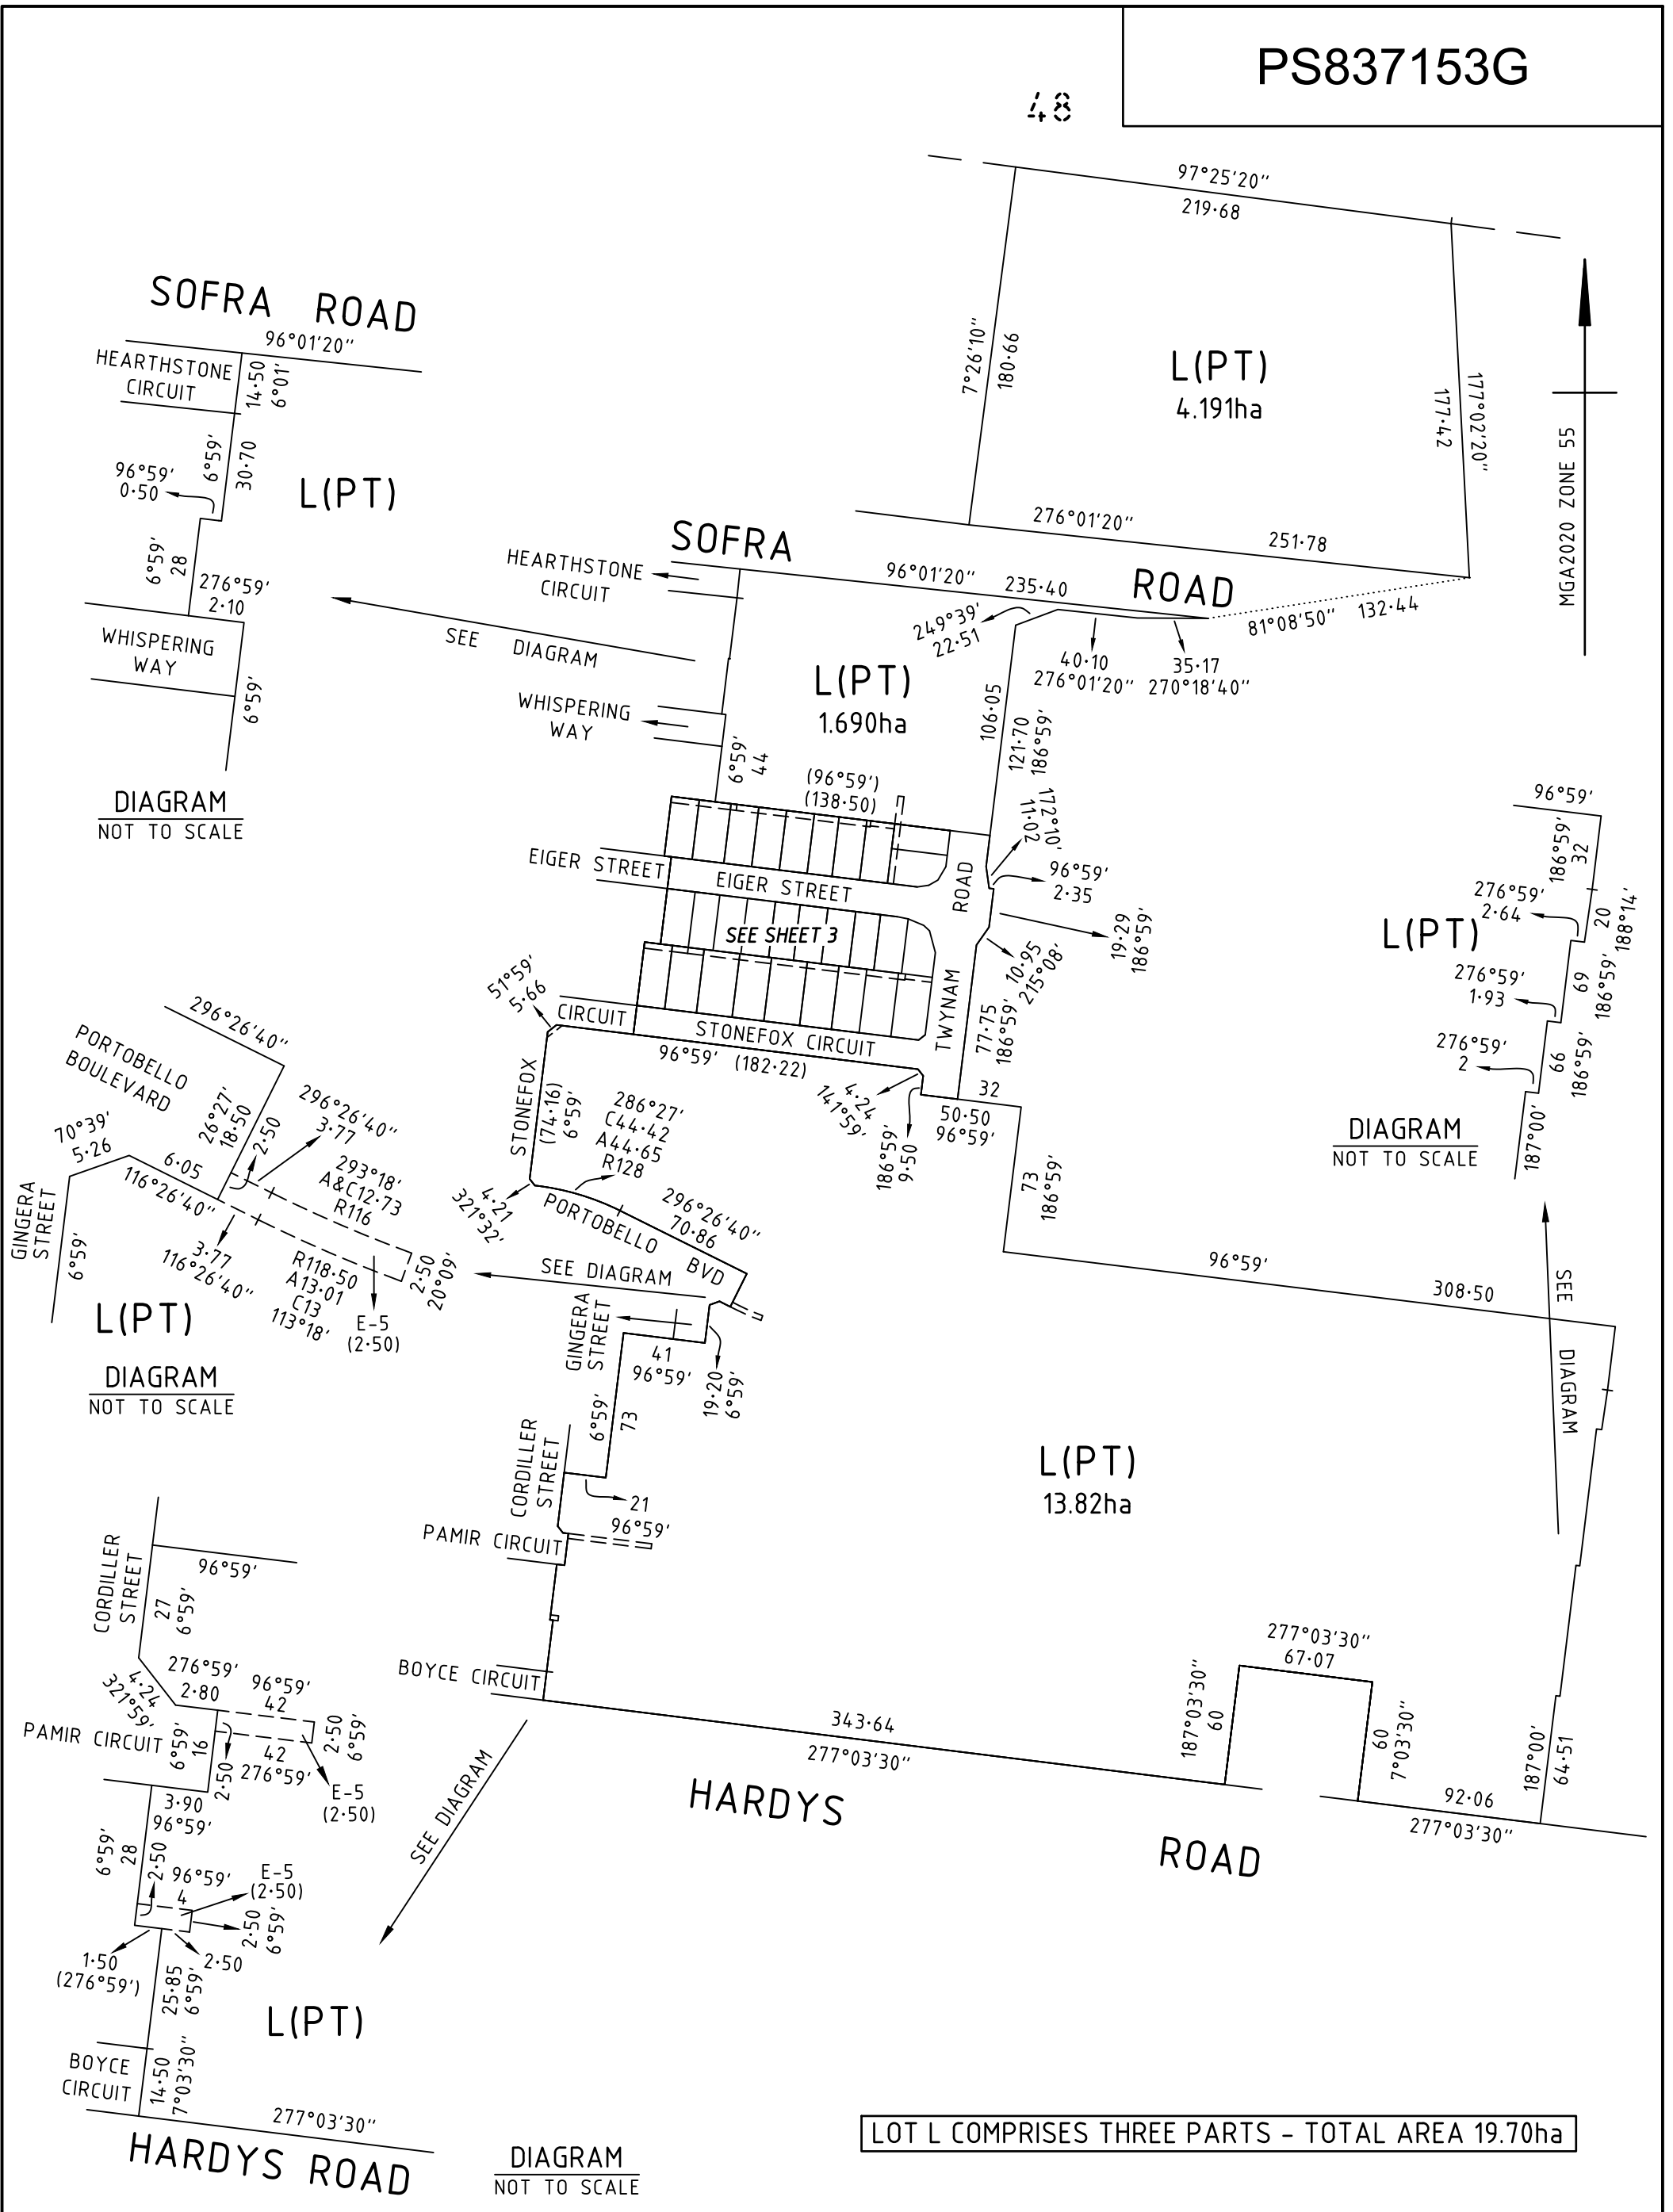 PS837153G
48
97°25'20"
219·68
7°26'10"
180·66
L(PT)
4.191ha
177·42
177°02'20"
MGA2020 ZONE 55
276°01'20"
251·78
SOFRA ROAD
96°01'20"
HEARTHSTONE
CIRCUIT
14·50
6°01'
6°59'
30·70
96°59'
0·50
L(PT)
6°59'
28
276°59'
2·10
WHISPERING
WAY
6°59'
DIAGRAM
NOT TO SCALE
SOFRA
ROAD
96°01'20" 235·40
HEARTHSTONE
CIRCUIT
SEE DIAGRAM
249°39'
22·51
40·10
276°01'20"
35·17
270°18'40"
81°08'50" 132·44
L(PT)
1.690ha
WHISPERING
WAY
6°59'
44
106·05
121·70
186°59'
(96°59')
(138·50)
172°10'
11·02
96°59'
2·35
19·29
186°59'
10·95
215°08'
EIGER STREET
EIGER STREET
ROAD
SEE SHEET 3
TWYNAM
77·75
186°59'
51°59'
5·66
CIRCUIT
STONEFOX CIRCUIT
96°59' (182·22)
STONEFOX
(74·16)
6°59'
4·24
141°59'
186°59'
9·50
32
50·50
96°59'
73
186°59'
286°27'
C44·42
A44·65
R128
4·21
321°32'
PORTOBELLO
BVD
296°26'40"
70·86
SEE DIAGRAM
96°59'
308·50
96°59'
186°59'
32
276°59'
2·64
20
188°14'
L(PT)
276°59'
1·93
69
186°59'
276°59'
2
66
186°59'
187°00'
DIAGRAM
NOT TO SCALE
SEE
DIAGRAM
296°26'40"
PORTOBELLO
BOULEVARD
26°27'
18·50
2·50
296°26'40"
3·77
70°39'
5·26
6·05
116°26'40"
293°18'
A&C12·73
R116
GINGERA
STREET
6°59'
3·77
116°26'40"
R118·50
A13·01
C13
113°18'
2·50
20°09'
E-5
(2·50)
L(PT)
DIAGRAM
NOT TO SCALE
GINGERA
STREET
41
96°59'
19·20
6°59'
6°59'
73
CORDILLER
STREET
21
96°59'
PAMIR CIRCUIT
BOYCE CIRCUIT
L(PT)
13.82ha
343·64
277°03'30"
187°03'30"
60
277°03'30"
67·07
60
7°03'30"
92·06
277°03'30"
187°00'
64·51
HARDYS
ROAD
SEE DIAGRAM
CORDILLER
STREET
96°59'
27
6°59'
4·24
321°59'
276°59'
2·80
96°59'
42
2·50
6°59'
PAMIR CIRCUIT
6°59'
16
2·50
42
276°59'
E-5
(2·50)
3·90
96°59'
6°59'
28
2·50
96°59'
4
E-5
(2·50)
2·50
6°59'
1·50
(276°59')
2·50
25·85
6°59'
L(PT)
BOYCE
CIRCUIT
14·50
7°03'30"
277°03'30"
HARDYS ROAD
DIAGRAM
NOT TO SCALE
LOT L COMPRISES THREE PARTS – TOTAL AREA 19.70ha